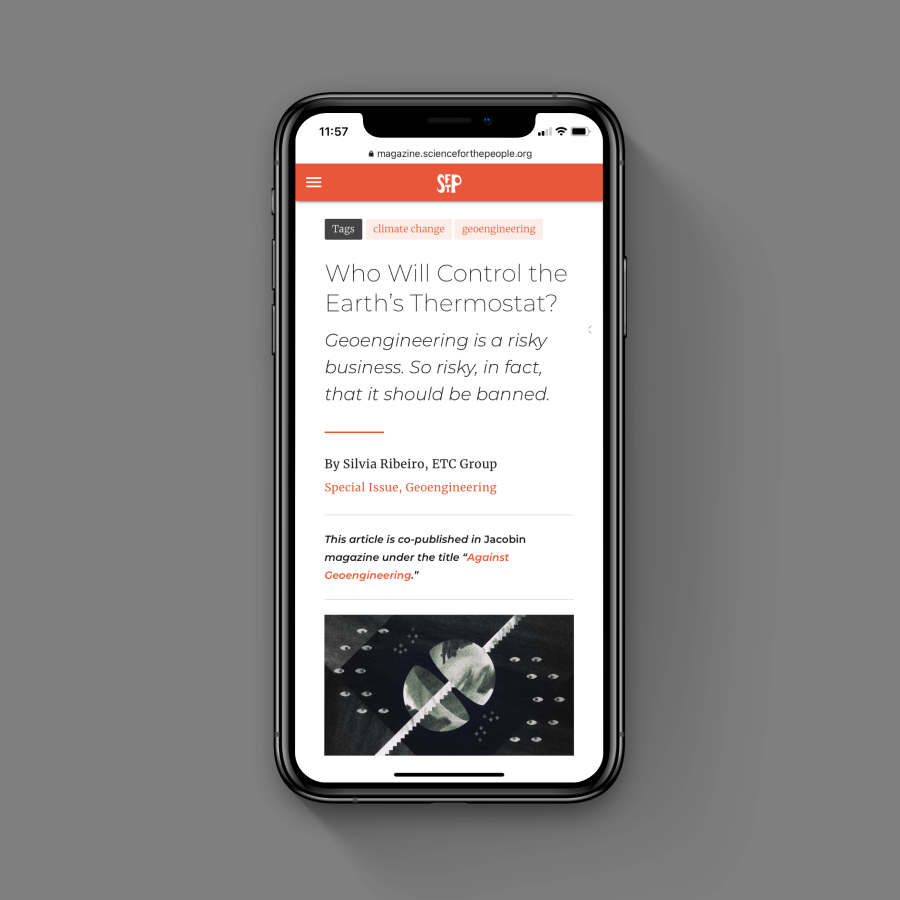 11:57
magazine.scienceforthepeople.org
SFTP
Tags climate change geoengineering
Who Will Control the
Earth’s Thermostat?
Geoengineering is a risky
business. So risky, in fact,
that it should be banned.
By Silvia Ribeiro, ETC Group
Special Issue, Geoengineering
This article is co-published in Jacobin
magazine under the title “Against
Geoengineering.”